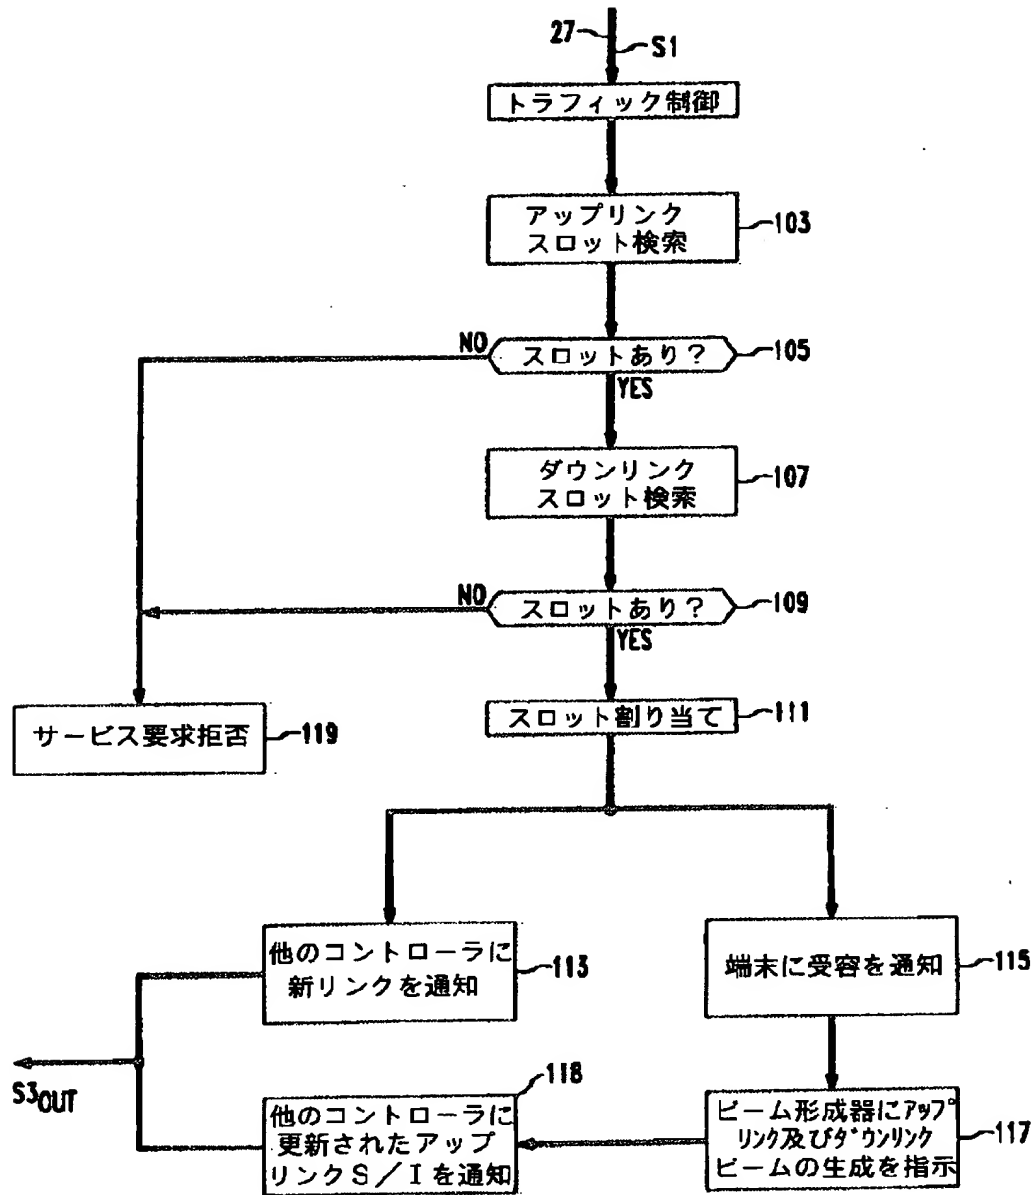 27
S1
トラフィック制御
アップリンク
スロット検索
103
NO
スロットあり?
105
YES
ダウンリンク
スロット検索
107
NO
スロットあり?
109
YES
サービス要求拒否
119
スロット割り当て
111
他のコントローラに
新リンクを通知
113
端末に受容を通知
115
S3OUT
118
他のコントローラに
更新されたアップ
リンクS/Iを通知
ビーム形成器にアップ
リンク及びダウンリンク
ビームの生成を指示
117